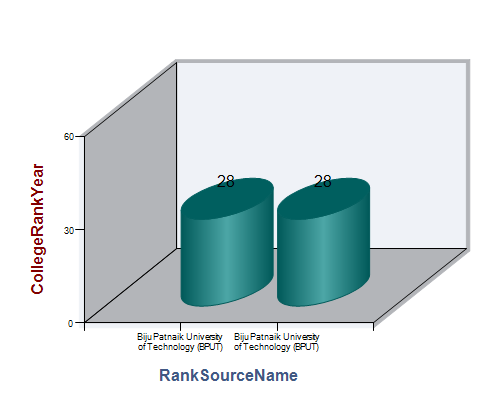 28 28
60
30
0
CollegeRankYear
Biju Patnaik University Biju Patnaik University
of Technology (BPUT) of Technology (BPUT)
RankSourceName